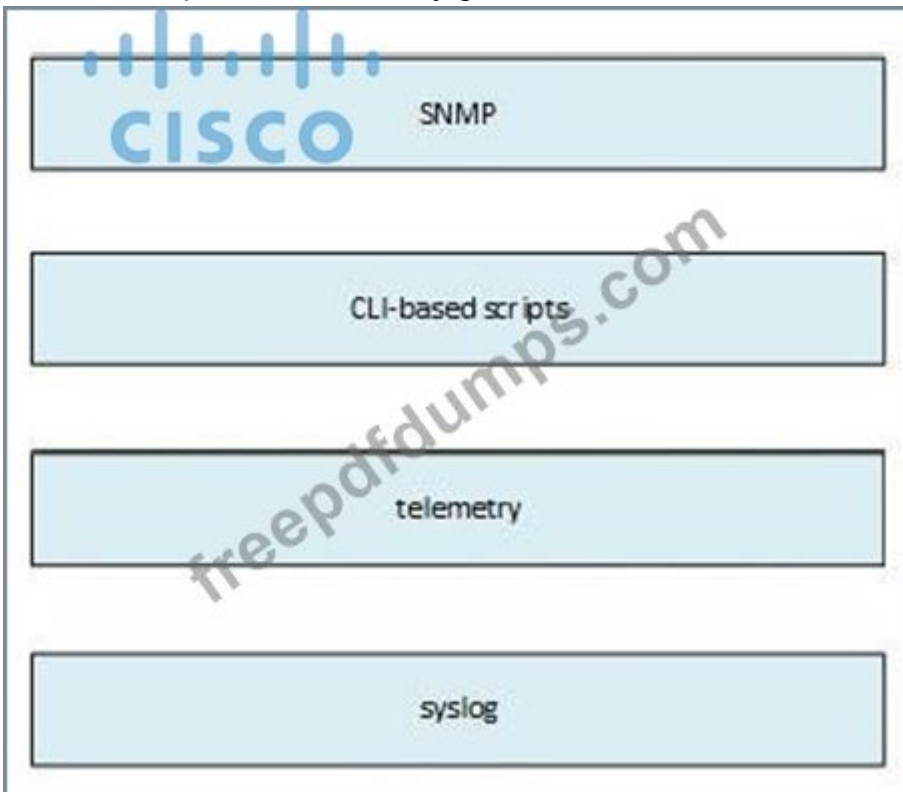 CISCO
SNMP
CLI-based scripts
telemetry
syslog
freepdfdumps.com